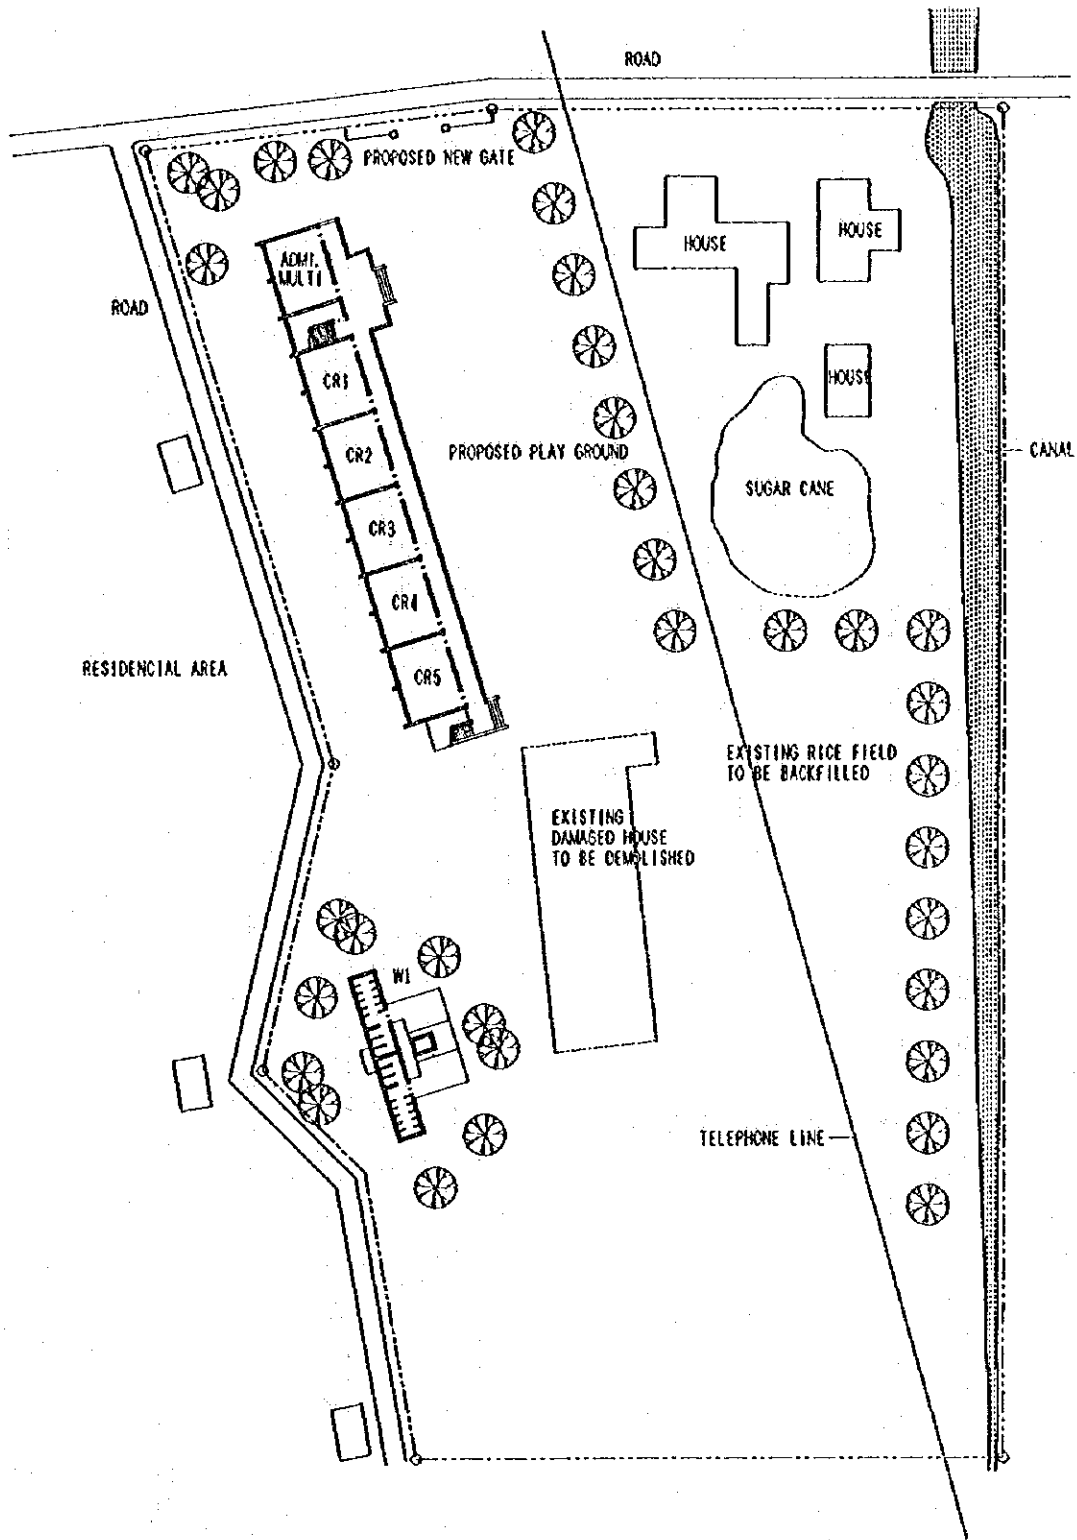 ROAD
PROPOSED NEW GATE
HOUSE
HOUSE
ADMI.
MULTI
ROAD
CR1
HOUSE
CR2
PROPOSED PLAY GROUND
CANAL
SUGAR CANE
CR3
CR4
RESIDENCIAL AREA
CR5
EXISTING RICE FIELD
TO BE BACKFILLED
EXISTING
DAMAGED HOUSE
TO BE DEMOLISHED
W1
TELEPHONE LINE